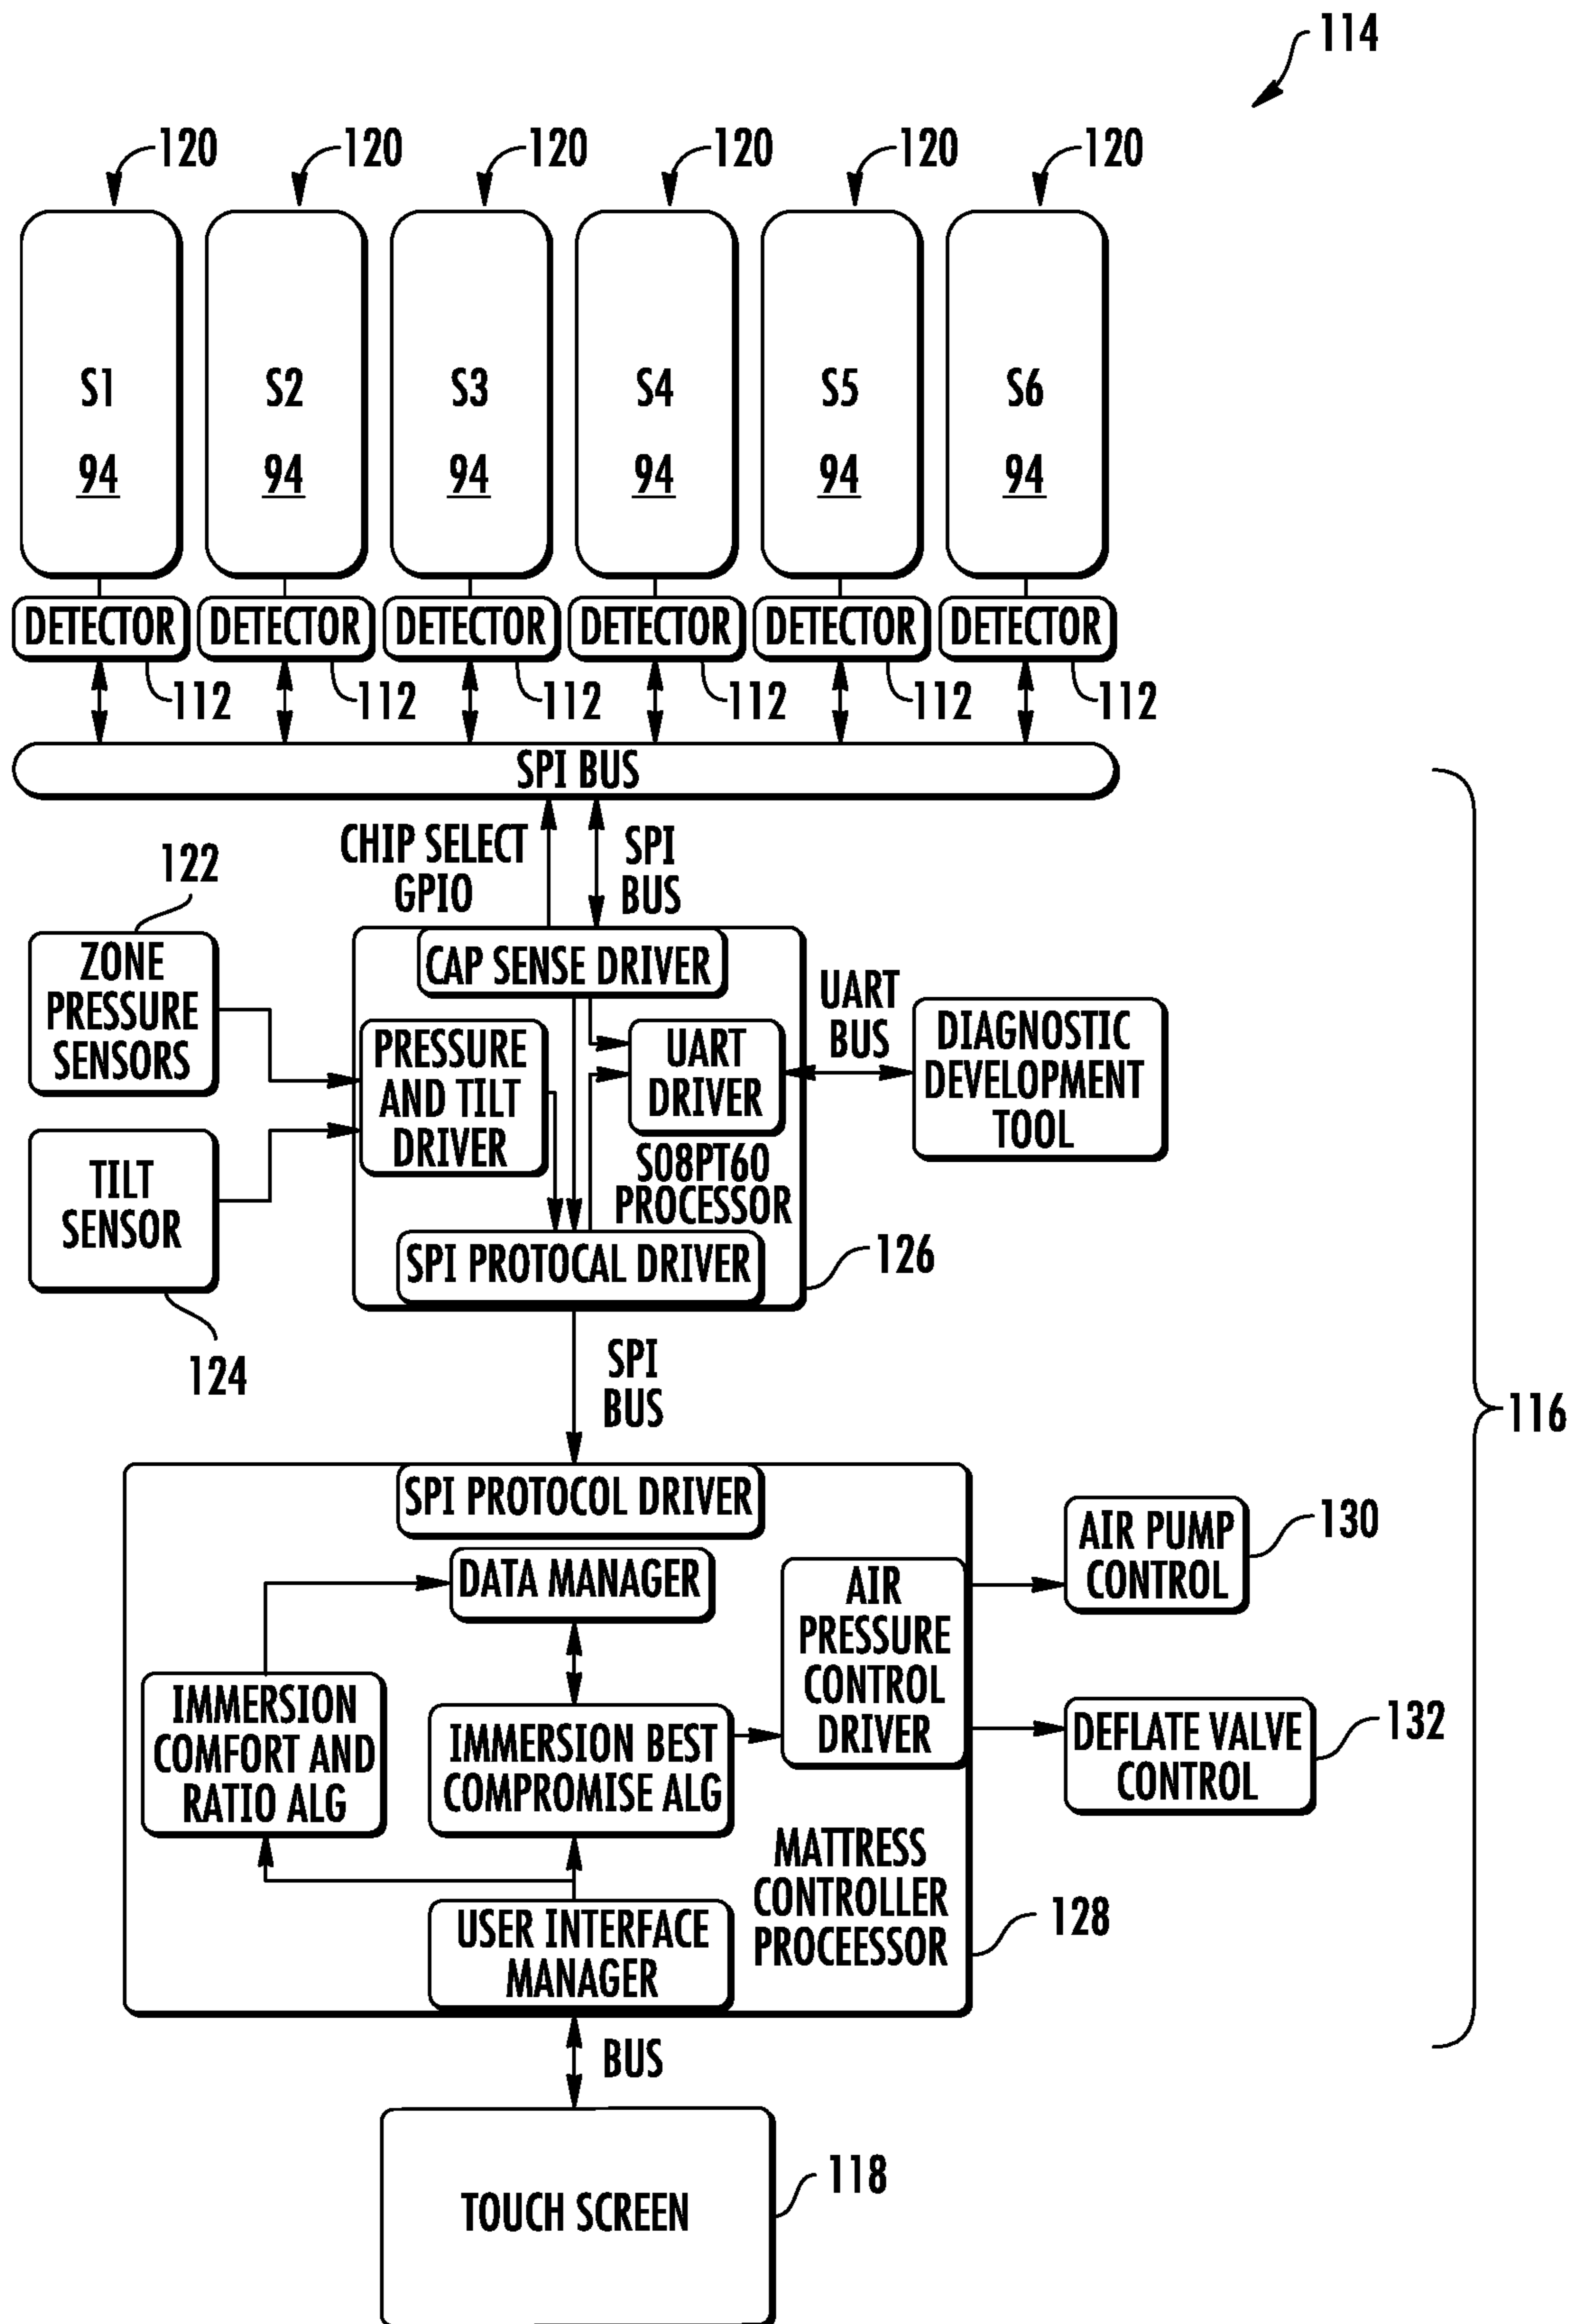 114
120 120 120 120 120 120
S1 S2 S3 S4 S5 S6
94 94 94 94 94 94
DETECTOR DETECTOR DETECTOR DETECTOR DETECTOR DETECTOR
112 112 112 112 112 112
SPI BUS
CHIP SELECT
GPIO
SPI
BUS
122
ZONE
PRESSURE
SENSORS
CAP SENSE DRIVER
PRESSURE
AND TILT
DRIVER
UART
DRIVER
UART
BUS
DIAGNOSTIC
DEVELOPMENT
TOOL
S08PT60
PROCESSOR
TILT
SENSOR
124
SPI PROTOCAL DRIVER
126
SPI
BUS
116
SPI PROTOCOL DRIVER
DATA MANAGER
AIR
PRESSURE
CONTROL
DRIVER
AIR PUMP
CONTROL
130
IMMERSION
COMFORT AND
RATIO ALG
IMMERSION BEST
COMPROMISE ALG
DEFLATE VALVE
CONTROL
132
MATTRESS
CONTROLLER
PROCEESSOR
128
USER INTERFACE
MANAGER
BUS
TOUCH SCREEN
118